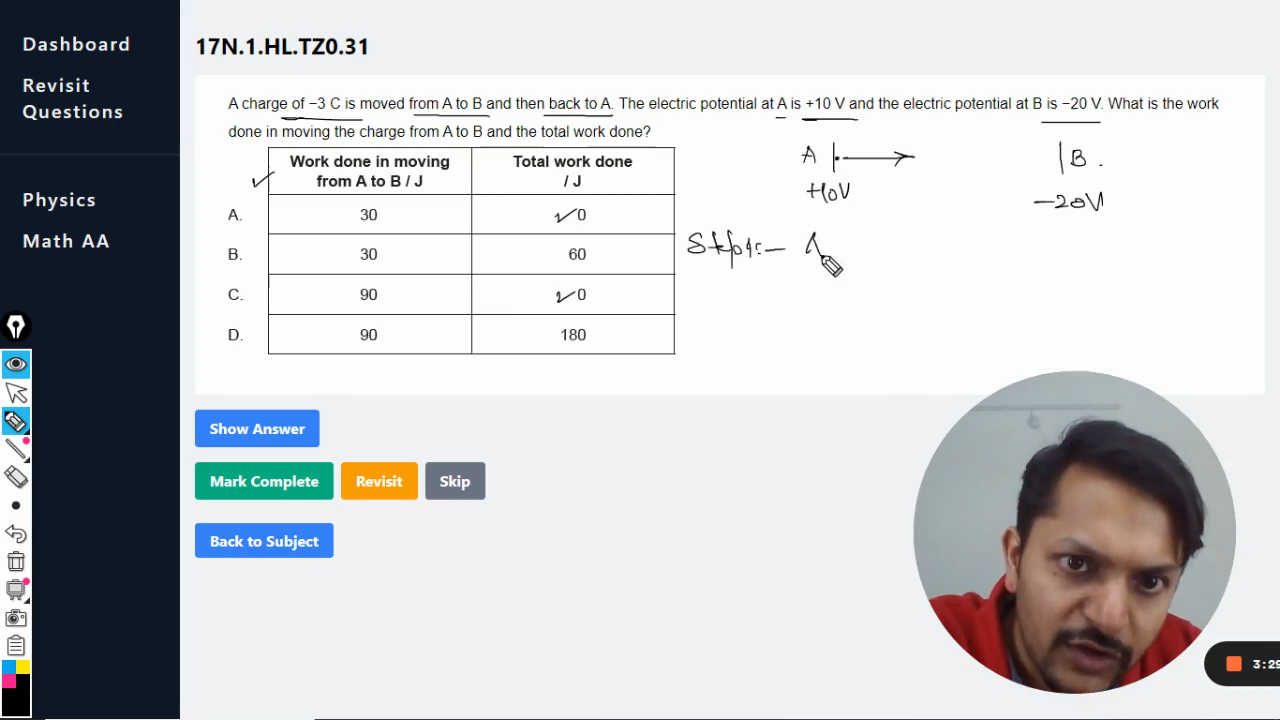 Dashboard
Revisit
Questions
Physics
Math AA
17N.1.HL.TZ0.31
A charge of −3 C is moved from A to B and then back to A. The electric potential at A is +10 V and the electric potential at B is −20 V. What is the work
done in moving the charge from A to B and the total work done?
Work done in moving
from A to B / J
Total work done
/ J
A. 30 0
B. 30 60
C. 90 0
D. 90 180
A B
+10V −20V
Show Answer
Mark Complete Revisit Skip
Back to Subject
3:29